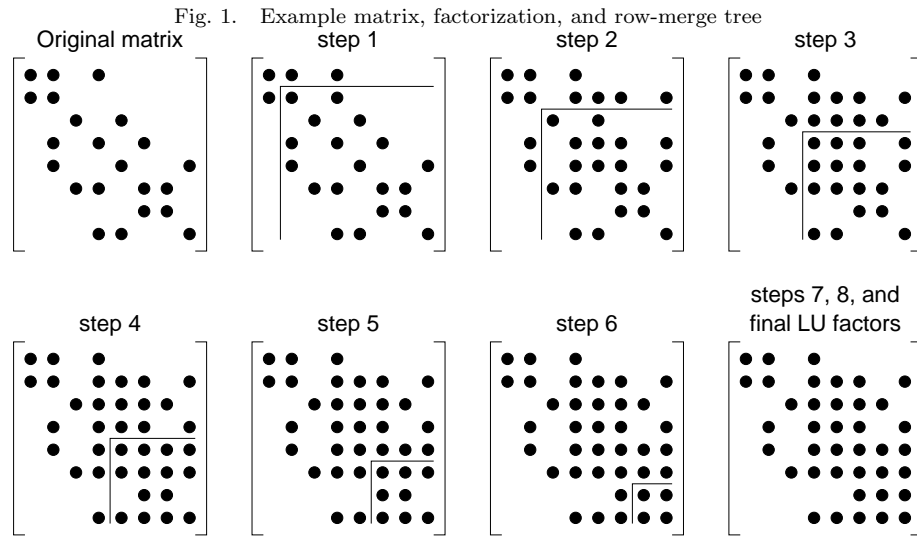 Fig. 1. Example matrix, factorization, and row-merge tree
Original matrix
step 1
step 2
step 3
step 4
step 5
step 6
steps 7, 8, and
final LU factors